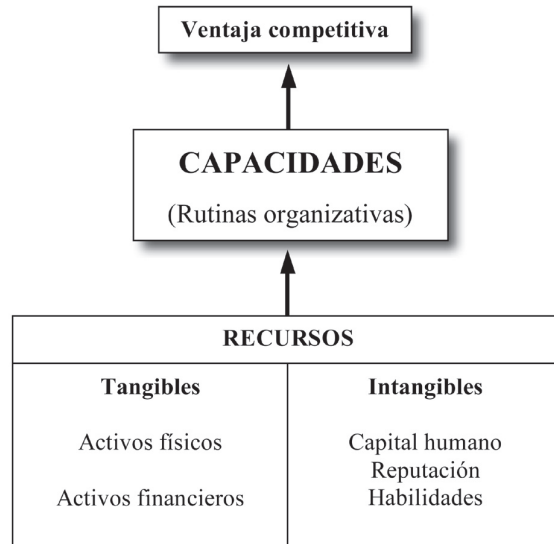 Ventaja competitiva
CAPACIDADES
(Rutinas organizativas)
RECURSOS
Tangibles
Activos físicos
Activos financieros
Intangibles
Capital humano
Reputación
Habilidades